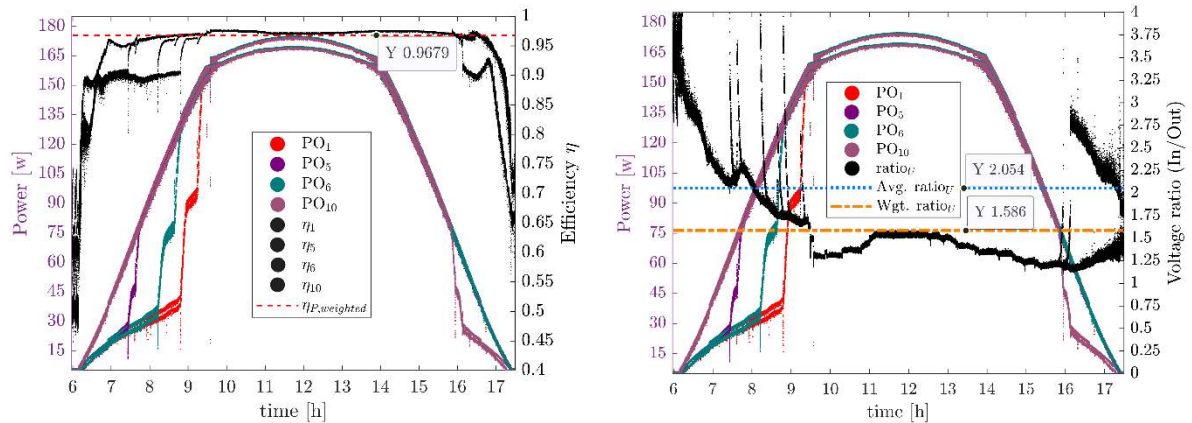 180
165
150
135
120
105
90
75
60
45
30
15
Power [w]
1
0.95
0.9
0.85
0.8
0.75
0.7
0.65
0.6
0.55
0.5
0.45
0.4
Efficiency η
Y 0.9679
PO1
PO5
PO6
PO10
η1
η5
η6
η10
ηP,weighted
6 7 8 9 10 11 12 13 14 15 16 17
time [h]
180
165
150
135
120
105
90
75
60
45
30
15
Power [w]
4
3.75
3.5
3.25
3
2.75
2.5
2.25
2
1.75
1.5
1.25
1
0.75
0.5
0.25
0
Voltage ratio (In/Out)
PO1
PO5
PO6
PO10
ratioU
Avg. ratioU
Wgt. ratioU
Y 2.054
Y 1.586
6 7 8 9 10 11 12 13 14 15 16 17
time [h]